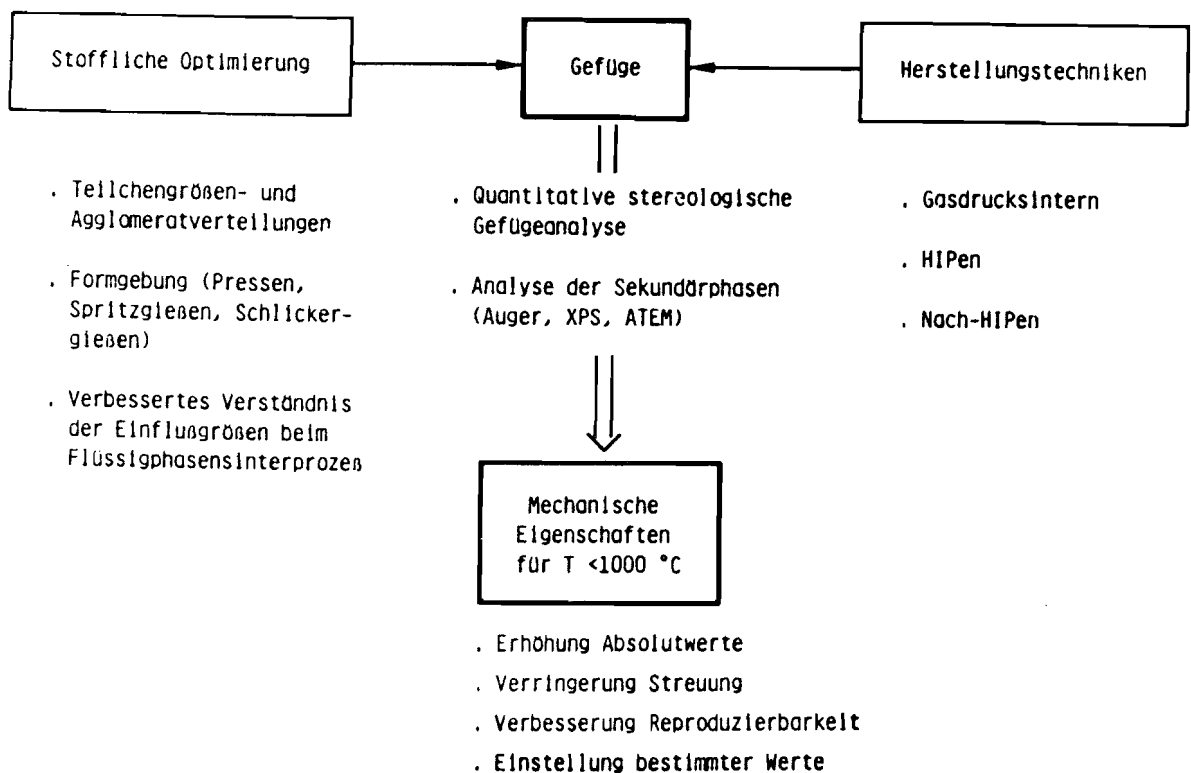 Stoffliche Optimierung
Gefüge
Herstellungstechniken
. Teilchengrößen- und
Agglomeratverteilungen
. Formgebung (Pressen,
Spritzgießen, Schlicker-
gießen)
. Verbessertes Verständnis
der Einflußgrößen beim
Flüssigphasensinterprozeß
. Quantitative stereologische
Gefügeanalyse
. Analyse der Sekundärphasen
(Auger, XPS, ATEM)
. Gasdrucksintern
. HIPen
. Nach-HIPen
Mechanische
Eigenschaften
für T <1000 °C
. Erhöhung Absolutwerte
. Verringerung Streuung
. Verbesserung Reproduzierbarkeit
. Einstellung bestimmter Werte